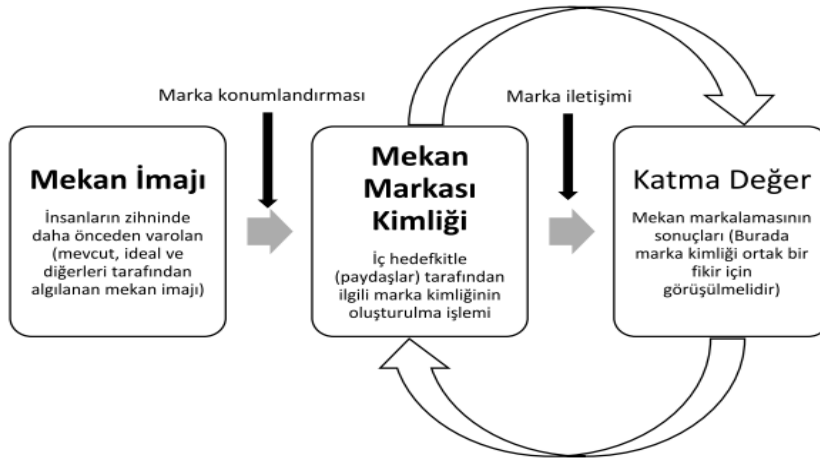 Marka konumlandırması
Marka iletişimi
Mekan İmajı
İnsanların zihninde
daha önceden varolan
(mevcut, ideal ve
diğerleri tarafından
algılanan mekan imajı)
Mekan
Markası
Kimliği
İç hedefkitle
(paydaşlar) tarafından
ilgili marka kimliğinin
oluşturulma işlemi
Katma Değer
Mekan markalamasının
sonuçları (Burada
marka kimliği ortak bir
fikir için
görüşülmelidir)